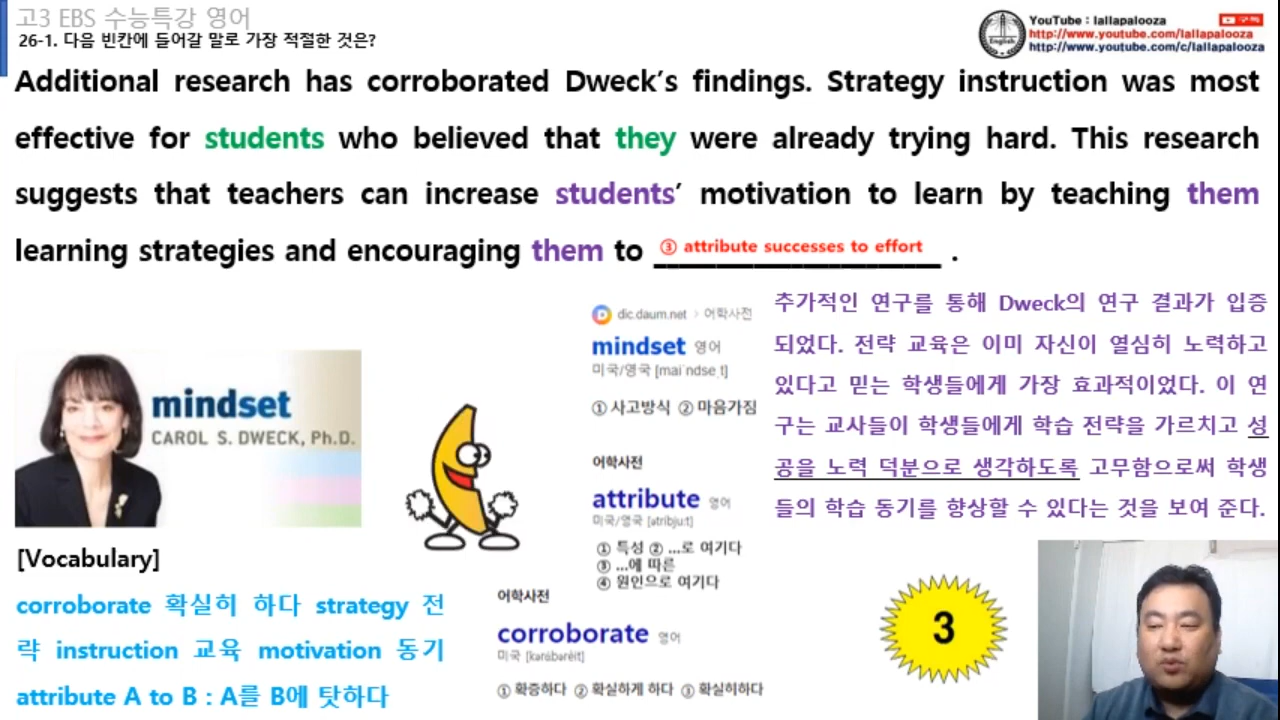 고3 EBS 수능특강 영어
26-1. 다음 빈칸에 들어갈 말로 가장 적절한 것은?
YouTube : lallapalooza
구독
http://www.youtube.com/lallapalooza
http://www.youtube.com/c/lallapalooza
English
Additional research has corroborated Dweck's findings. Strategy instruction was most
effective for students who believed that they were already trying hard. This research
suggests that teachers can increase students' motivation to learn by teaching them
learning strategies and encouraging them to ③ attribute successes to effort .
추가적인 연구를 통해 Dweck의 연구 결과가 입증
되었다. 전략 교육은 이미 자신이 열심히 노력하고
있다고 믿는 학생들에게 가장 효과적이었다. 이 연
구는 교사들이 학생들에게 학습 전략을 가르치고 성
공을 노력 덕분으로 생각하도록 고무함으로써 학생
들의 학습 동기를 향상할 수 있다는 것을 보여 준다.
mindset
CAROL S. DWECK, Ph.D.
dic.daum.net > 어학사전
mindset 영어
미국/영국 [maiˈndseˌt]
① 사고방식 ② 마음가짐
어학사전
attribute 영어
미국/영국 [ətribju:t]
① 특성 ② ...로 여기다
③ ...에 따른
④ 원인으로 여기다
어학사전
corroborate 영어
미국 [kərɑ́bərèit]
① 확증하다 ② 확실하게 하다 ③ 확실히하다
[Vocabulary]
corroborate 확실히 하다 strategy 전
략 instruction 교육 motivation 동기
attribute A to B : A를 B에 탓하다
3